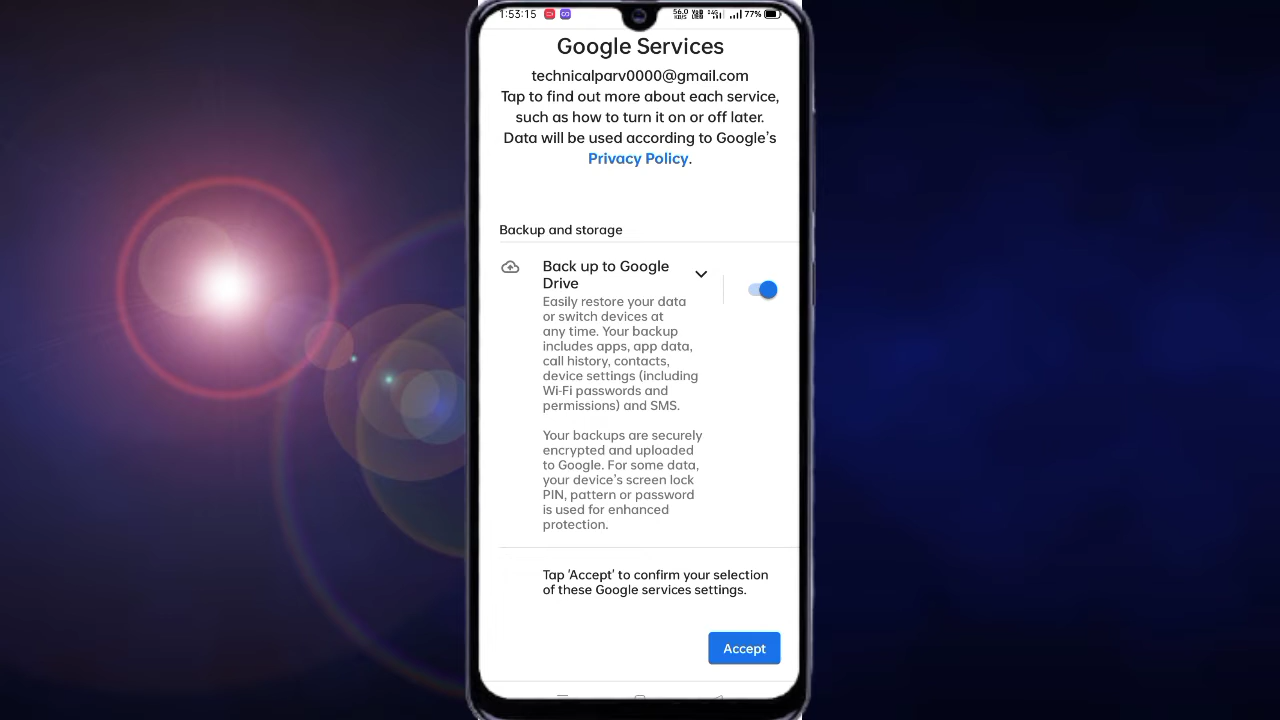 1:53:15 56.0 KB/S 77%
Google Services
technicalparv0000@gmail.com
Tap to find out more about each service,
such as how to turn it on or off later.
Data will be used according to Google's
Privacy Policy.
Backup and storage
Back up to Google
Drive
Easily restore your data
or switch devices at
any time. Your backup
includes apps, app data,
call history, contacts,
device settings (including
Wi-Fi passwords and
permissions) and SMS.
Your backups are securely
encrypted and uploaded
to Google. For some data,
your device's screen lock
PIN, pattern or password
is used for enhanced
protection.
Tap 'Accept' to confirm your selection
of these Google services settings.
Accept